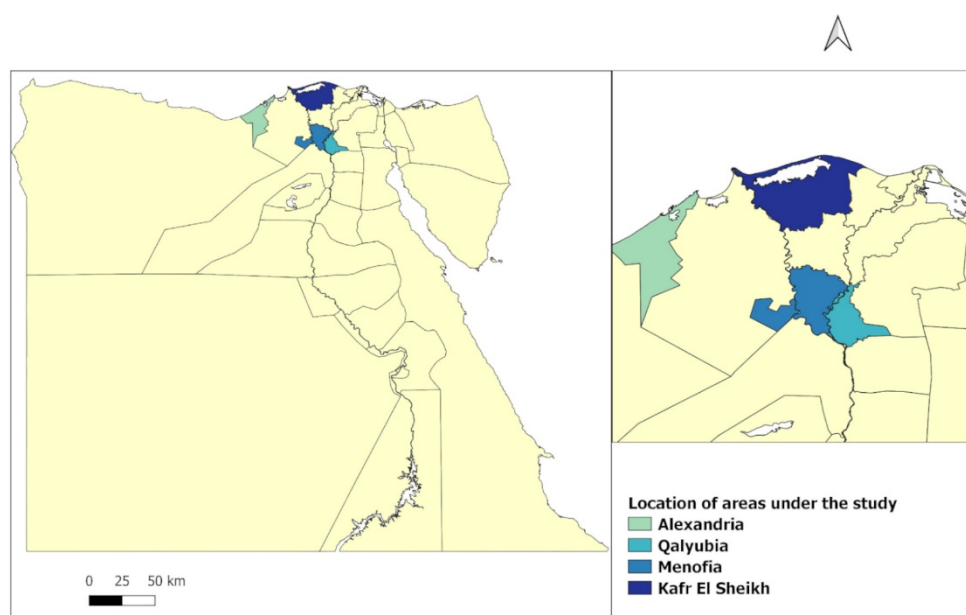 Location of areas under the study
Alexandria
Qalyubia
Menofia
Kafr El Sheikh
0 25 50 km